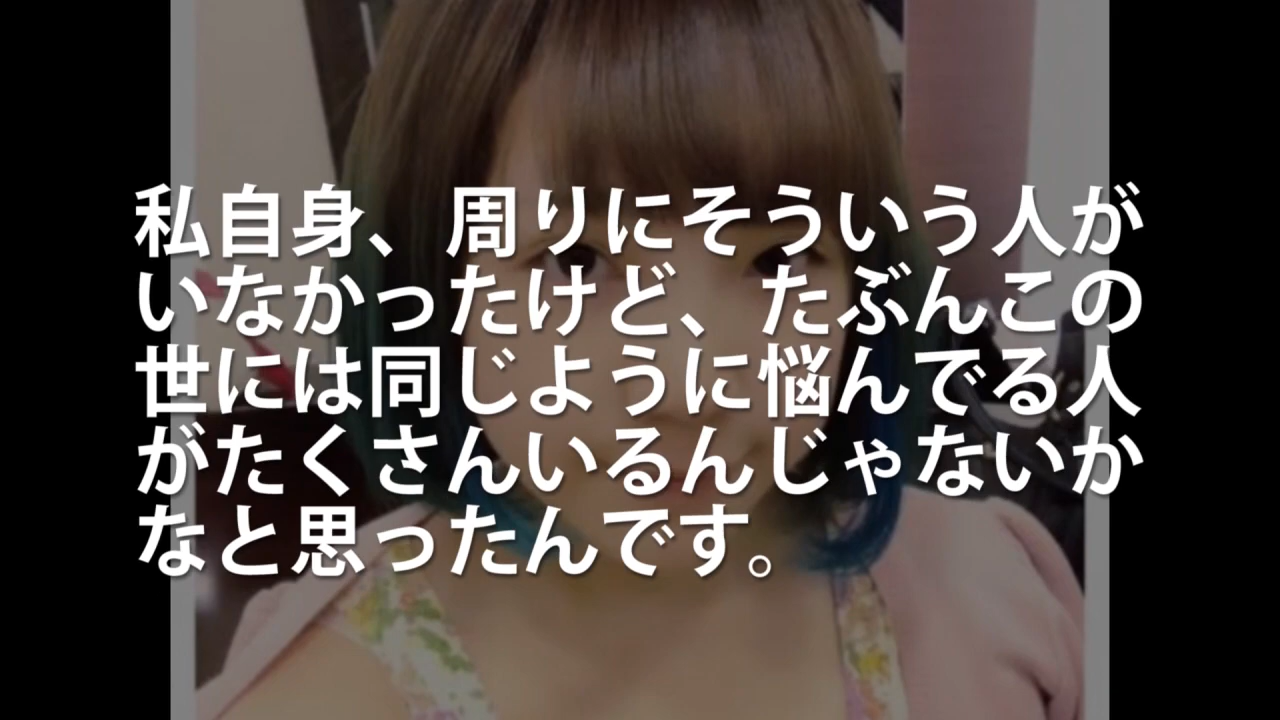 私自身、周りにそういう人が
いなかったけど、たぶんこの
世には同じように悩んでる人
がたくさんいるんじゃないか
なと思ったんです。